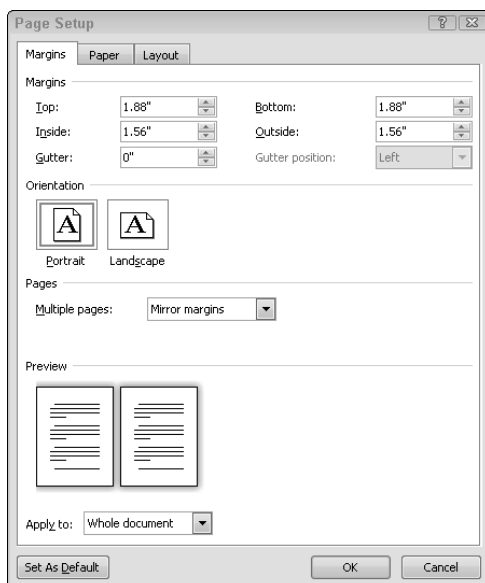 Page Setup
Margins Paper Layout
Margins
Top: 1.88" Bottom: 1.88"
Inside: 1.56" Outside: 1.56"
Gutter: 0" Gutter position: Left
Orientation
A A
Portrait Landscape
Pages
Multiple pages: Mirror margins
Preview
Apply to: Whole document
Set As Default OK Cancel